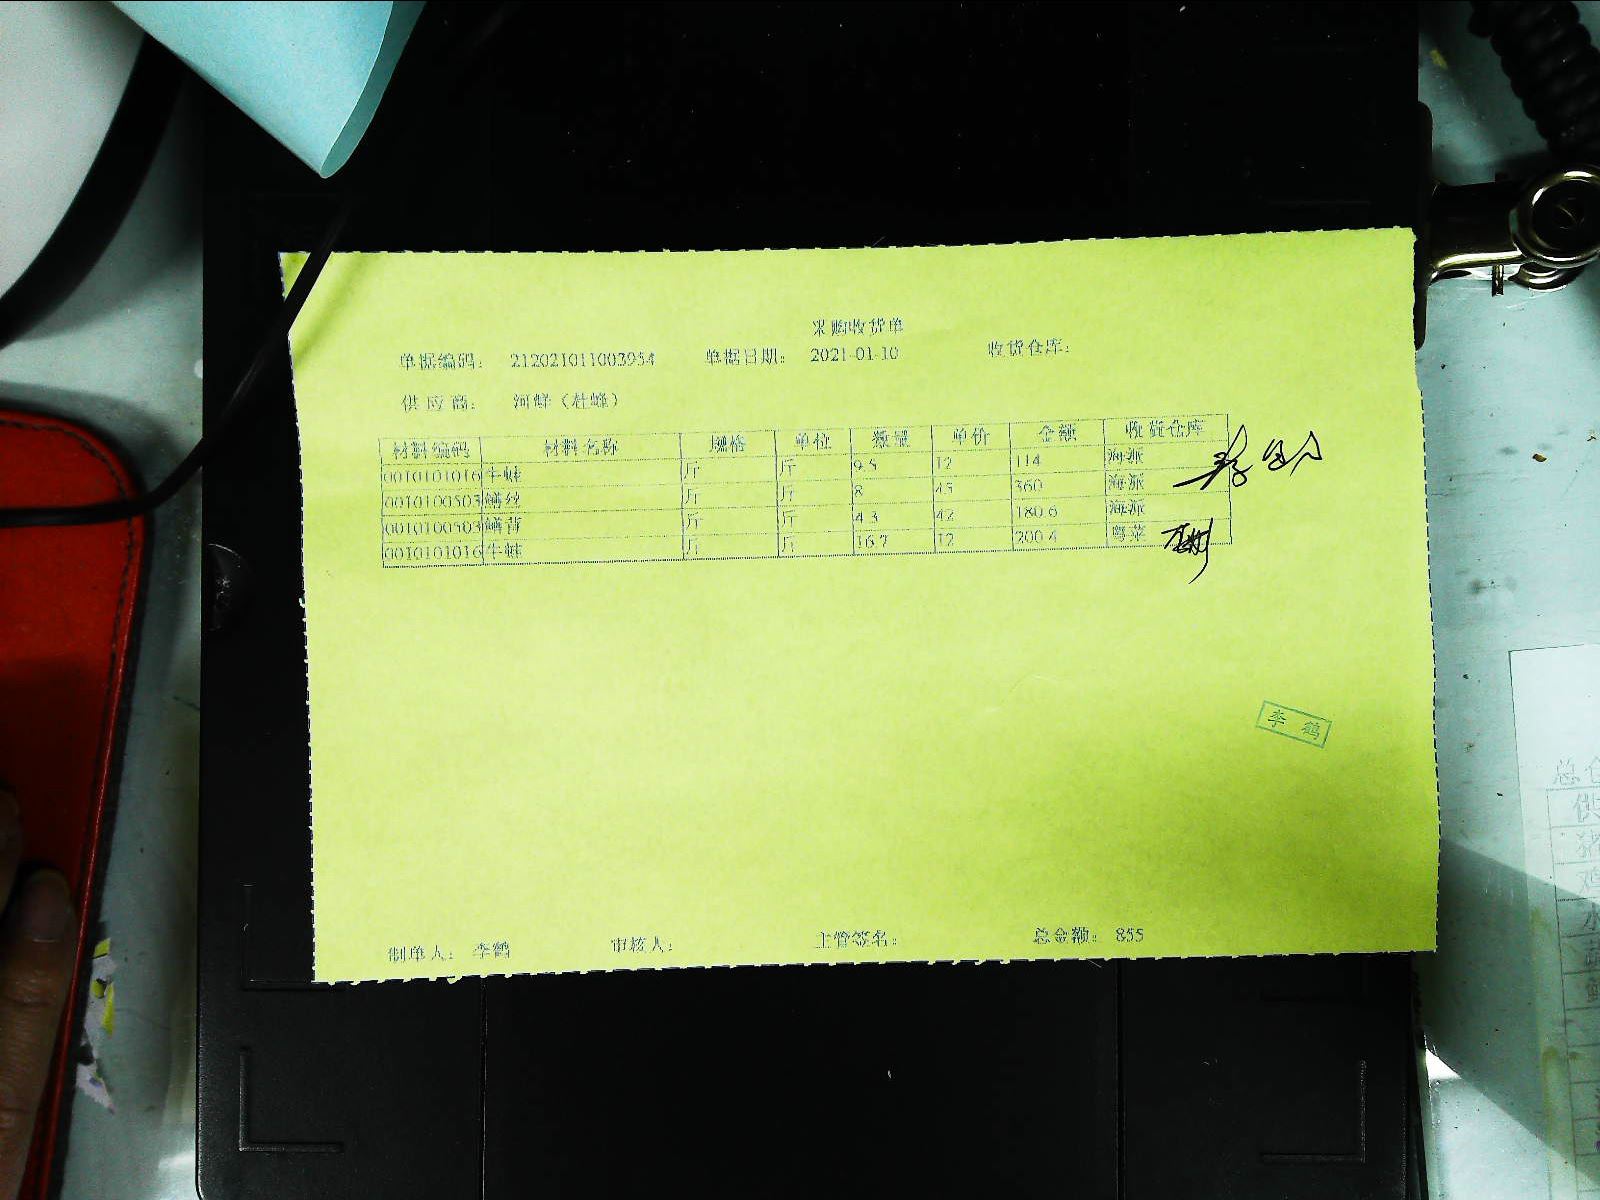 采购收货单
单据编码: 212021011003954 单据日期: 2021-01-10 收货仓库:
供应商: 河鲜（杜峰）
材料编码 材料名称 规格 单位 数量 单价 金额 收货仓库
0010101016 牛蛙 斤 斤 9.5 12 114 海派
0010100503 鳝丝 斤 斤 8 45 360 海派
0010100503 鳝背 斤 斤 4.3 42 180.6 海派
0010101016 牛蛙 斤 斤 16.7 12 200.4 粤菜
李鹤
制单人: 李鹤 审核人: 主管签名: 总金额: 855
总仓
供
猪
鸡